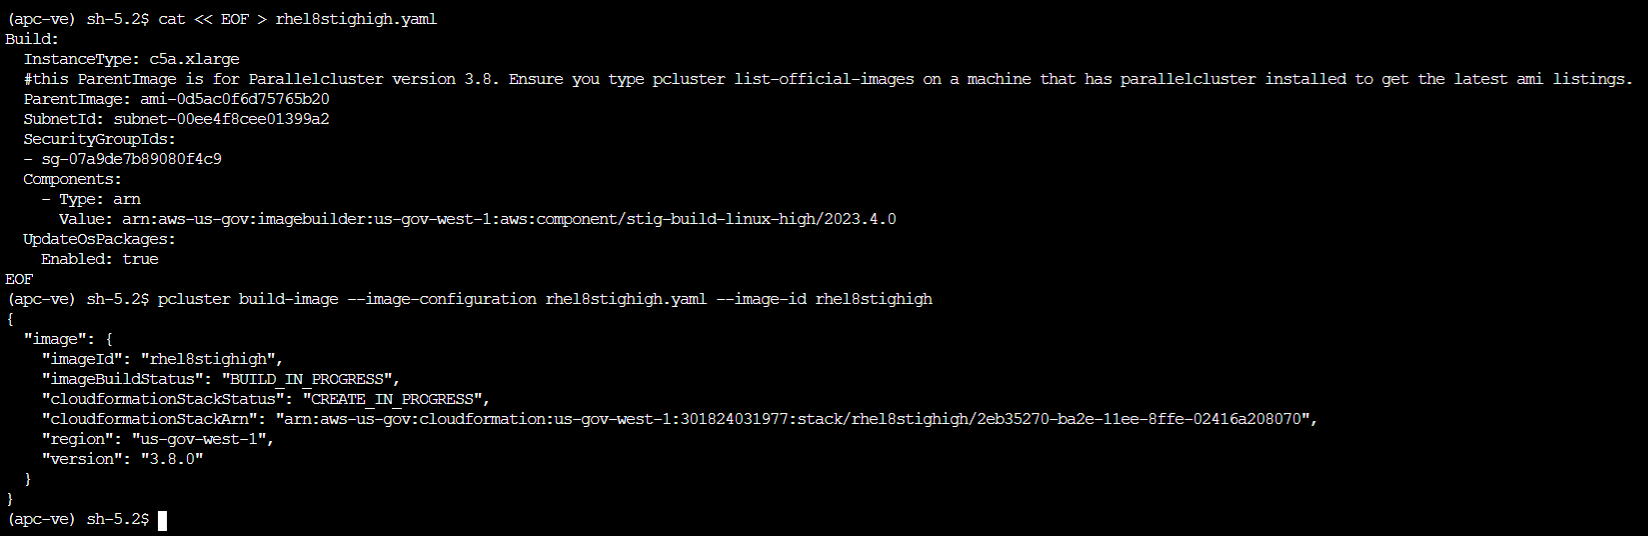 (apc-ve) sh-5.2$ cat << EOF > rhel8stighigh.yaml
Build:
  InstanceType: c5a.xlarge
  #this ParentImage is for Parallelcluster version 3.8. Ensure you type pcluster list-official-images on a machine that has parallelcluster installed to get the latest ami listings.
  ParentImage: ami-0d5ac0f6d75765b20
  SubnetId: subnet-00ee4f8cee01399a2
  SecurityGroupIds:
  - sg-07a9de7b89080f4c9
  Components:
    - Type: arn
      Value: arn:aws-us-gov:imagebuilder:us-gov-west-1:aws:component/stig-build-linux-high/2023.4.0
  UpdateOsPackages:
    Enabled: true
EOF
(apc-ve) sh-5.2$ pcluster build-image --image-configuration rhel8stighigh.yaml --image-id rhel8stighigh
{
  "image": {
    "imageId": "rhel8stighigh",
    "imageBuildStatus": "BUILD_IN_PROGRESS",
    "cloudformationStackStatus": "CREATE_IN_PROGRESS",
    "cloudformationStackArn": "arn:aws-us-gov:cloudformation:us-gov-west-1:301824031977:stack/rhel8stighigh/2eb35270-ba2e-11ee-8ffe-02416a208070",
    "region": "us-gov-west-1",
    "version": "3.8.0"
  }
}
(apc-ve) sh-5.2$